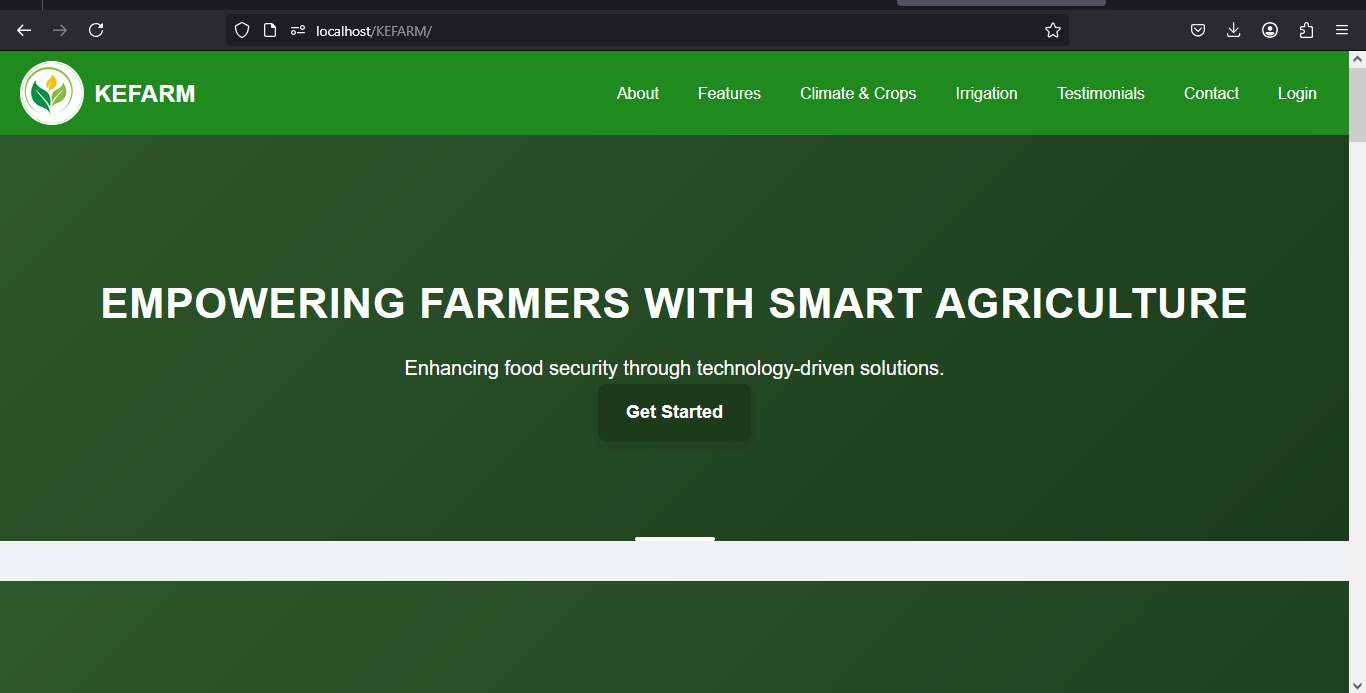 localhost/KEFARM/
KEFARM
About Features Climate & Crops Irrigation Testimonials Contact Login
EMPOWERING FARMERS WITH SMART AGRICULTURE
Enhancing food security through technology-driven solutions.
Get Started